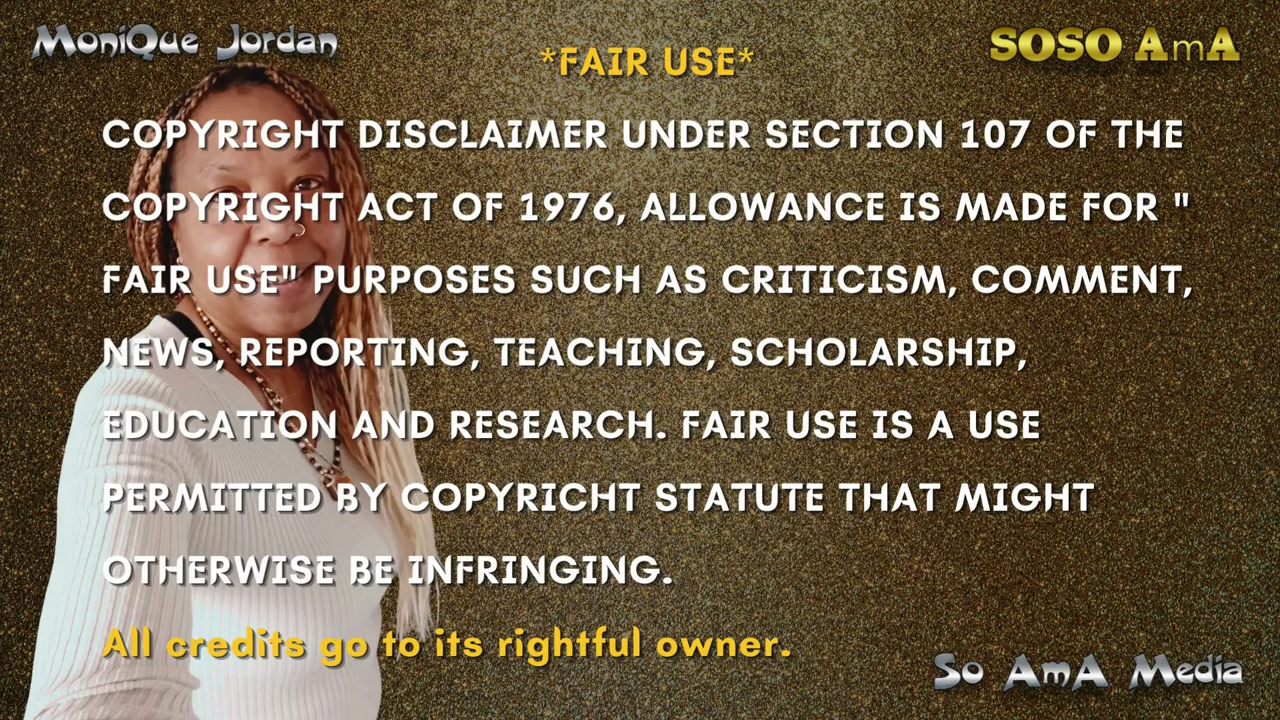 MoniQue Jordan
SOSO AmA
*FAIR USE*
COPYRIGHT DISCLAIMER UNDER SECTION 107 OF THE
COPYRIGHT ACT OF 1976, ALLOWANCE IS MADE FOR "
FAIR USE" PURPOSES SUCH AS CRITICISM, COMMENT,
NEWS, REPORTING, TEACHING, SCHOLARSHIP,
EDUCATION AND RESEARCH. FAIR USE IS A USE
PERMITTED BY COPYRICHT STATUTE THAT MIGHT
OTHERWISE BE INFRINGING.
All credits go to its rightful owner.
So AmA Media